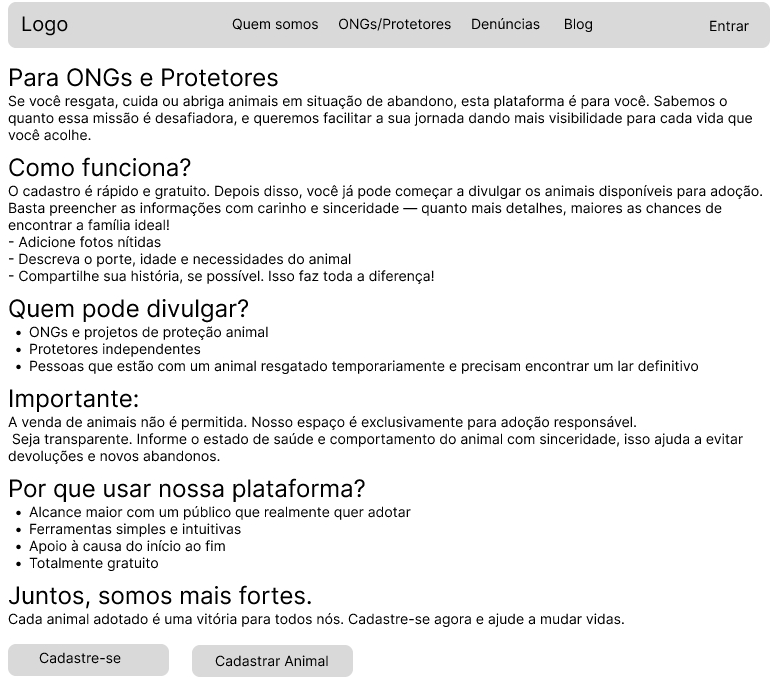 Logo
Quem somos
ONGs/Protetores
Denúncias
Blog
Entrar
Para ONGs e Protetores
Se você resgata, cuida ou abriga animais em situação de abandono, esta plataforma é para você. Sabemos o
quanto essa missão é desafiadora, e queremos facilitar a sua jornada dando mais visibilidade para cada vida que
você acolhe.
Como funciona?
O cadastro é rápido e gratuito. Depois disso, você já pode começar a divulgar os animais disponíveis para adoção.
Basta preencher as informações com carinho e sinceridade — quanto mais detalhes, maiores as chances de
encontrar a família ideal!
- Adicione fotos nítidas
- Descreva o porte, idade e necessidades do animal
- Compartilhe sua história, se possível. Isso faz toda a diferença!
Quem pode divulgar?
• ONGs e projetos de proteção animal
• Protetores independentes
• Pessoas que estão com um animal resgatado temporariamente e precisam encontrar um lar definitivo
Importante:
A venda de animais não é permitida. Nosso espaço é exclusivamente para adoção responsável.
Seja transparente. Informe o estado de saúde e comportamento do animal com sinceridade, isso ajuda a evitar
devoluções e novos abandonos.
Por que usar nossa plataforma?
• Alcance maior com um público que realmente quer adotar
• Ferramentas simples e intuitivas
• Apoio à causa do início ao fim
• Totalmente gratuito
Juntos, somos mais fortes.
Cada animal adotado é uma vitória para todos nós. Cadastre-se agora e ajude a mudar vidas.
Cadastre-se
Cadastrar Animal